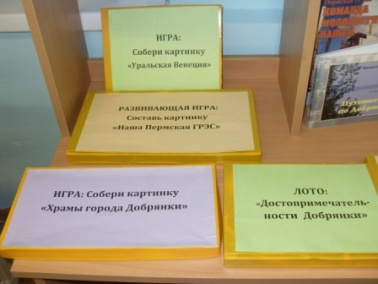 ИГРА:
Собери картинку
«Уральская Венеция»
РАЗВИВАЮЩАЯ ИГРА:
Составь картинку
«Наша Пермская ГРЭС»
ИГРА: Собери картинку
«Храмы города Добрянки»
ЛОТО:
«Достопримечатель-
ности Добрянки»
КОМАНДА